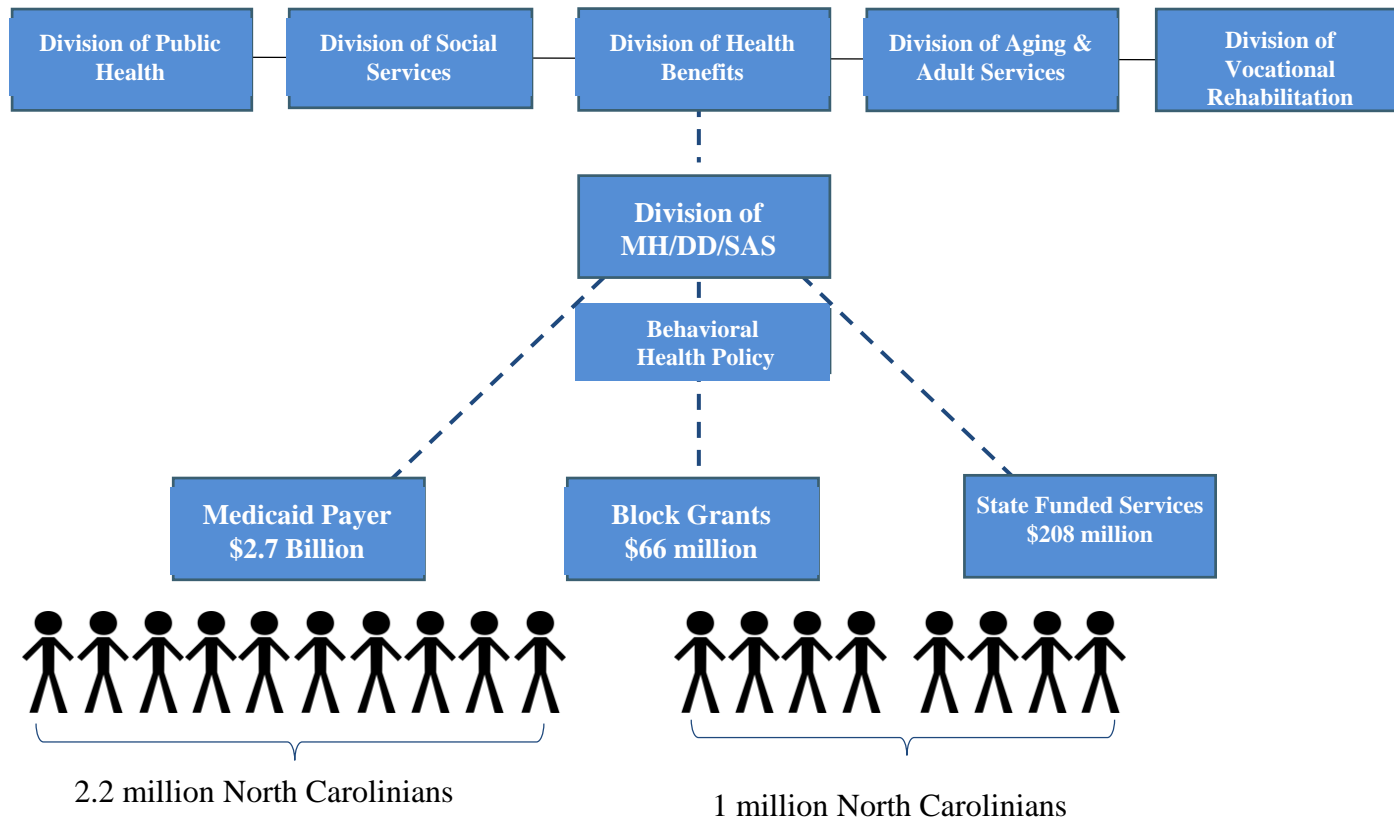 Division of Public
Health
Division of Social
Services
Division of Health
Benefits
Division of Aging &
Adult Services
Division of
Vocational
Rehabilitation
Division of
MH/DD/SAS
Behavioral
Health Policy
Medicaid Payer
$2.7 Billion
Block Grants
$66 million
State Funded Services
$208 million
2.2 million North Carolinians
1 million North Carolinians